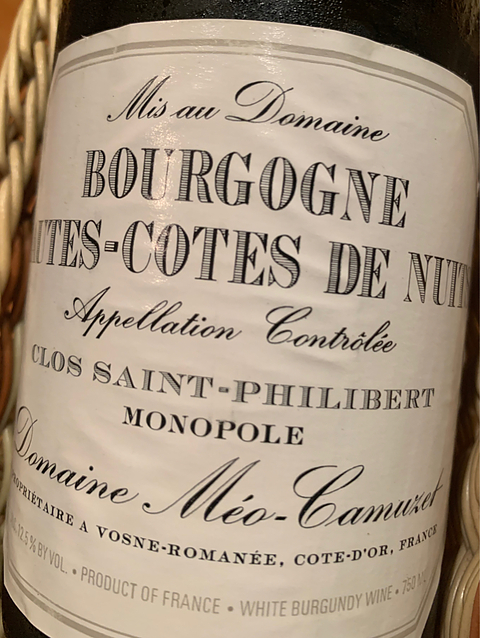 Mis au Domaine
BOURGOGNE
UTES-COTES DE NUIT
Appellation Contrôlée
CLOS SAINT-PHILIBERT
MONOPOLE
Domaine Méo-Camuzet
PROPRIÉTAIRE A VOSNE-ROMANÉE, COTE-D'OR, FRANCE
12.5 % BY VOL. • PRODUCT OF FRANCE • WHITE BURGUNDY WINE • 750